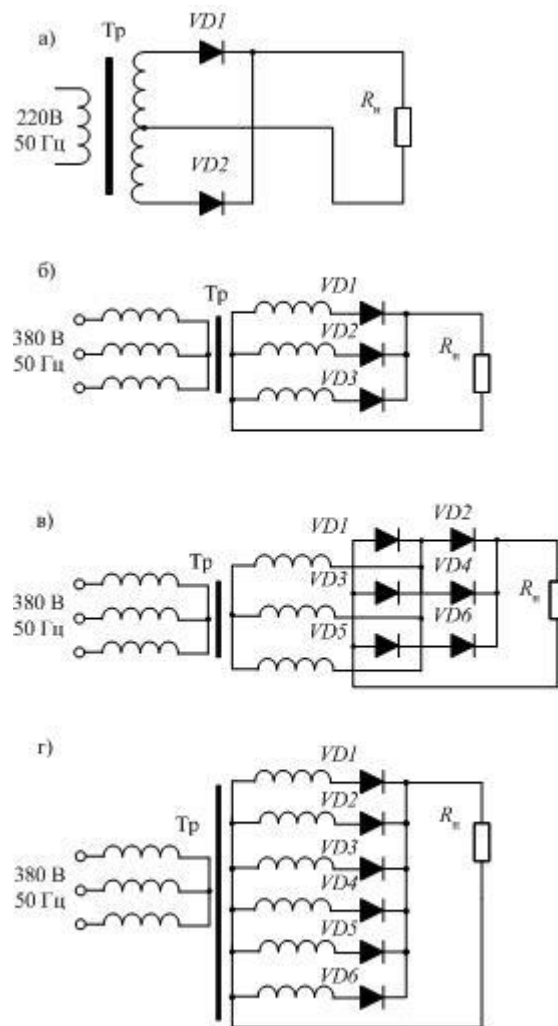 а)
Тр
VD1
220В
50 Гц
Rн
VD2
б)
Тр
VD1
380 В
50 Гц
VD2
Rн
VD3
в)
VD1
VD2
Тр
VD3
VD4
380 В
50 Гц
Rн
VD5
VD6
г)
VD1
Тр
VD2
Rн
VD3
380 В
50 Гц
VD4
VD5
VD6